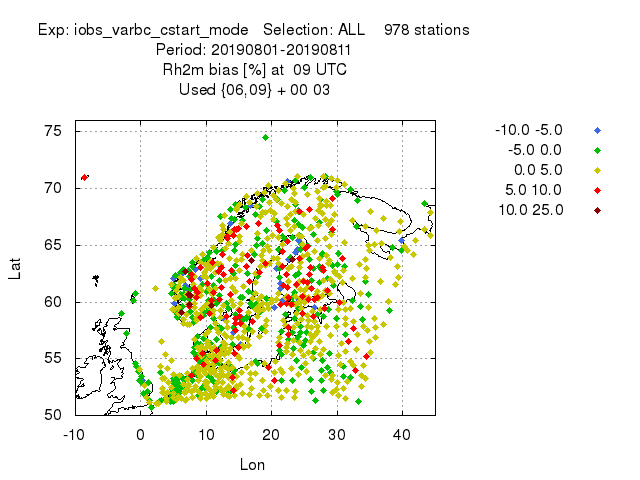 Exp: iobs_varbc_cstart_mode   Selection: ALL    978 stations
Period: 20190801-20190811
Rh2m bias [%] at  09 UTC
Used {06,09} + 00 03
75
70
65
60
55
50
-10 0 10 20 30 40
Lat
Lon
-10.0 -5.0
-5.0 0.0
0.0 5.0
5.0 10.0
10.0 25.0